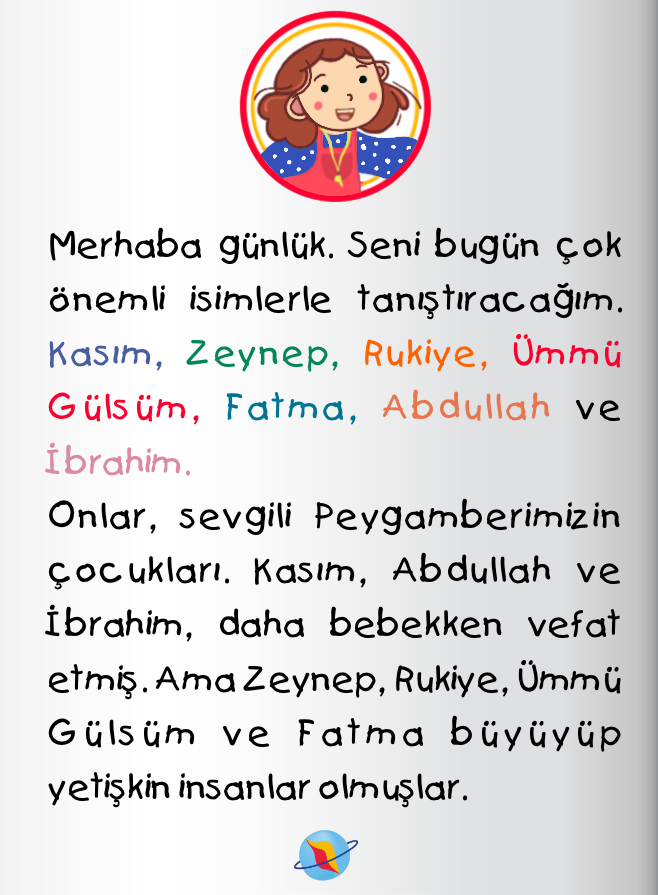 Merhaba günlük. Seni bugün çok
önemli isimlerle tanıştıracağım.
Kasım, Zeynep, Rukiye, Ümmü
Gülsüm, Fatma, Abdullah ve
İbrahim.
Onlar, sevgili Peygamberimizin
çocukları. Kasım, Abdullah ve
İbrahim, daha bebekken vefat
etmiş. Ama Zeynep, Rukiye, Ümmü
Gülsüm ve Fatma büyüyüp
yetişkin insanlar olmuşlar.